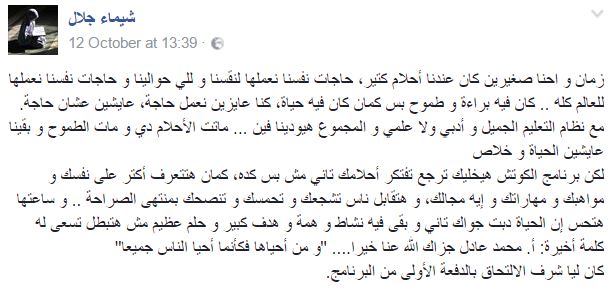 شيماء جلال
12 October at 13:39
زمان و احنا صغيرين كان عندنا أحلام كتير، حاجات نفسنا نعملها لنفسنا و للي حوالينا و حاجات نفسنا نعملها
للعالم كله .. كان فيه براءة و طموح بس كمان كان فيه حياة، كنا عايزين نعمل حاجة، عايشين عشان حاجة.
مع نظام التعليم الجميل و أدبي ولا علمي و المجموع هيودينا فين ... ماتت الأحلام دي و مات الطموح و بقينا
عايشين الحياة و خلاص
لكن برنامج الكوتش هيخليك ترجع تفتكر أحلامك تاني مش بس كده، كمان هتتعرف أكتر على نفسك و
مواهبك و مهاراتك و إيه مجالك، و هتقابل ناس تشجعك و تحمسك و تنصحك بمنتهى الصراحة .. و ساعتها
هتحس إن الحياة دبت جواك تاني و بقى فيه نشاط و همة و هدف كبير و حلم عظيم مش هتبطل تسعى له
كلمة أخيرة: أ. محمد عادل جزاك الله عنا خيرا.... "و من أحياها فكأنما أحيا الناس جميعا"
كان ليا شرف الالتحاق بالدفعة الأولى من البرنامج.